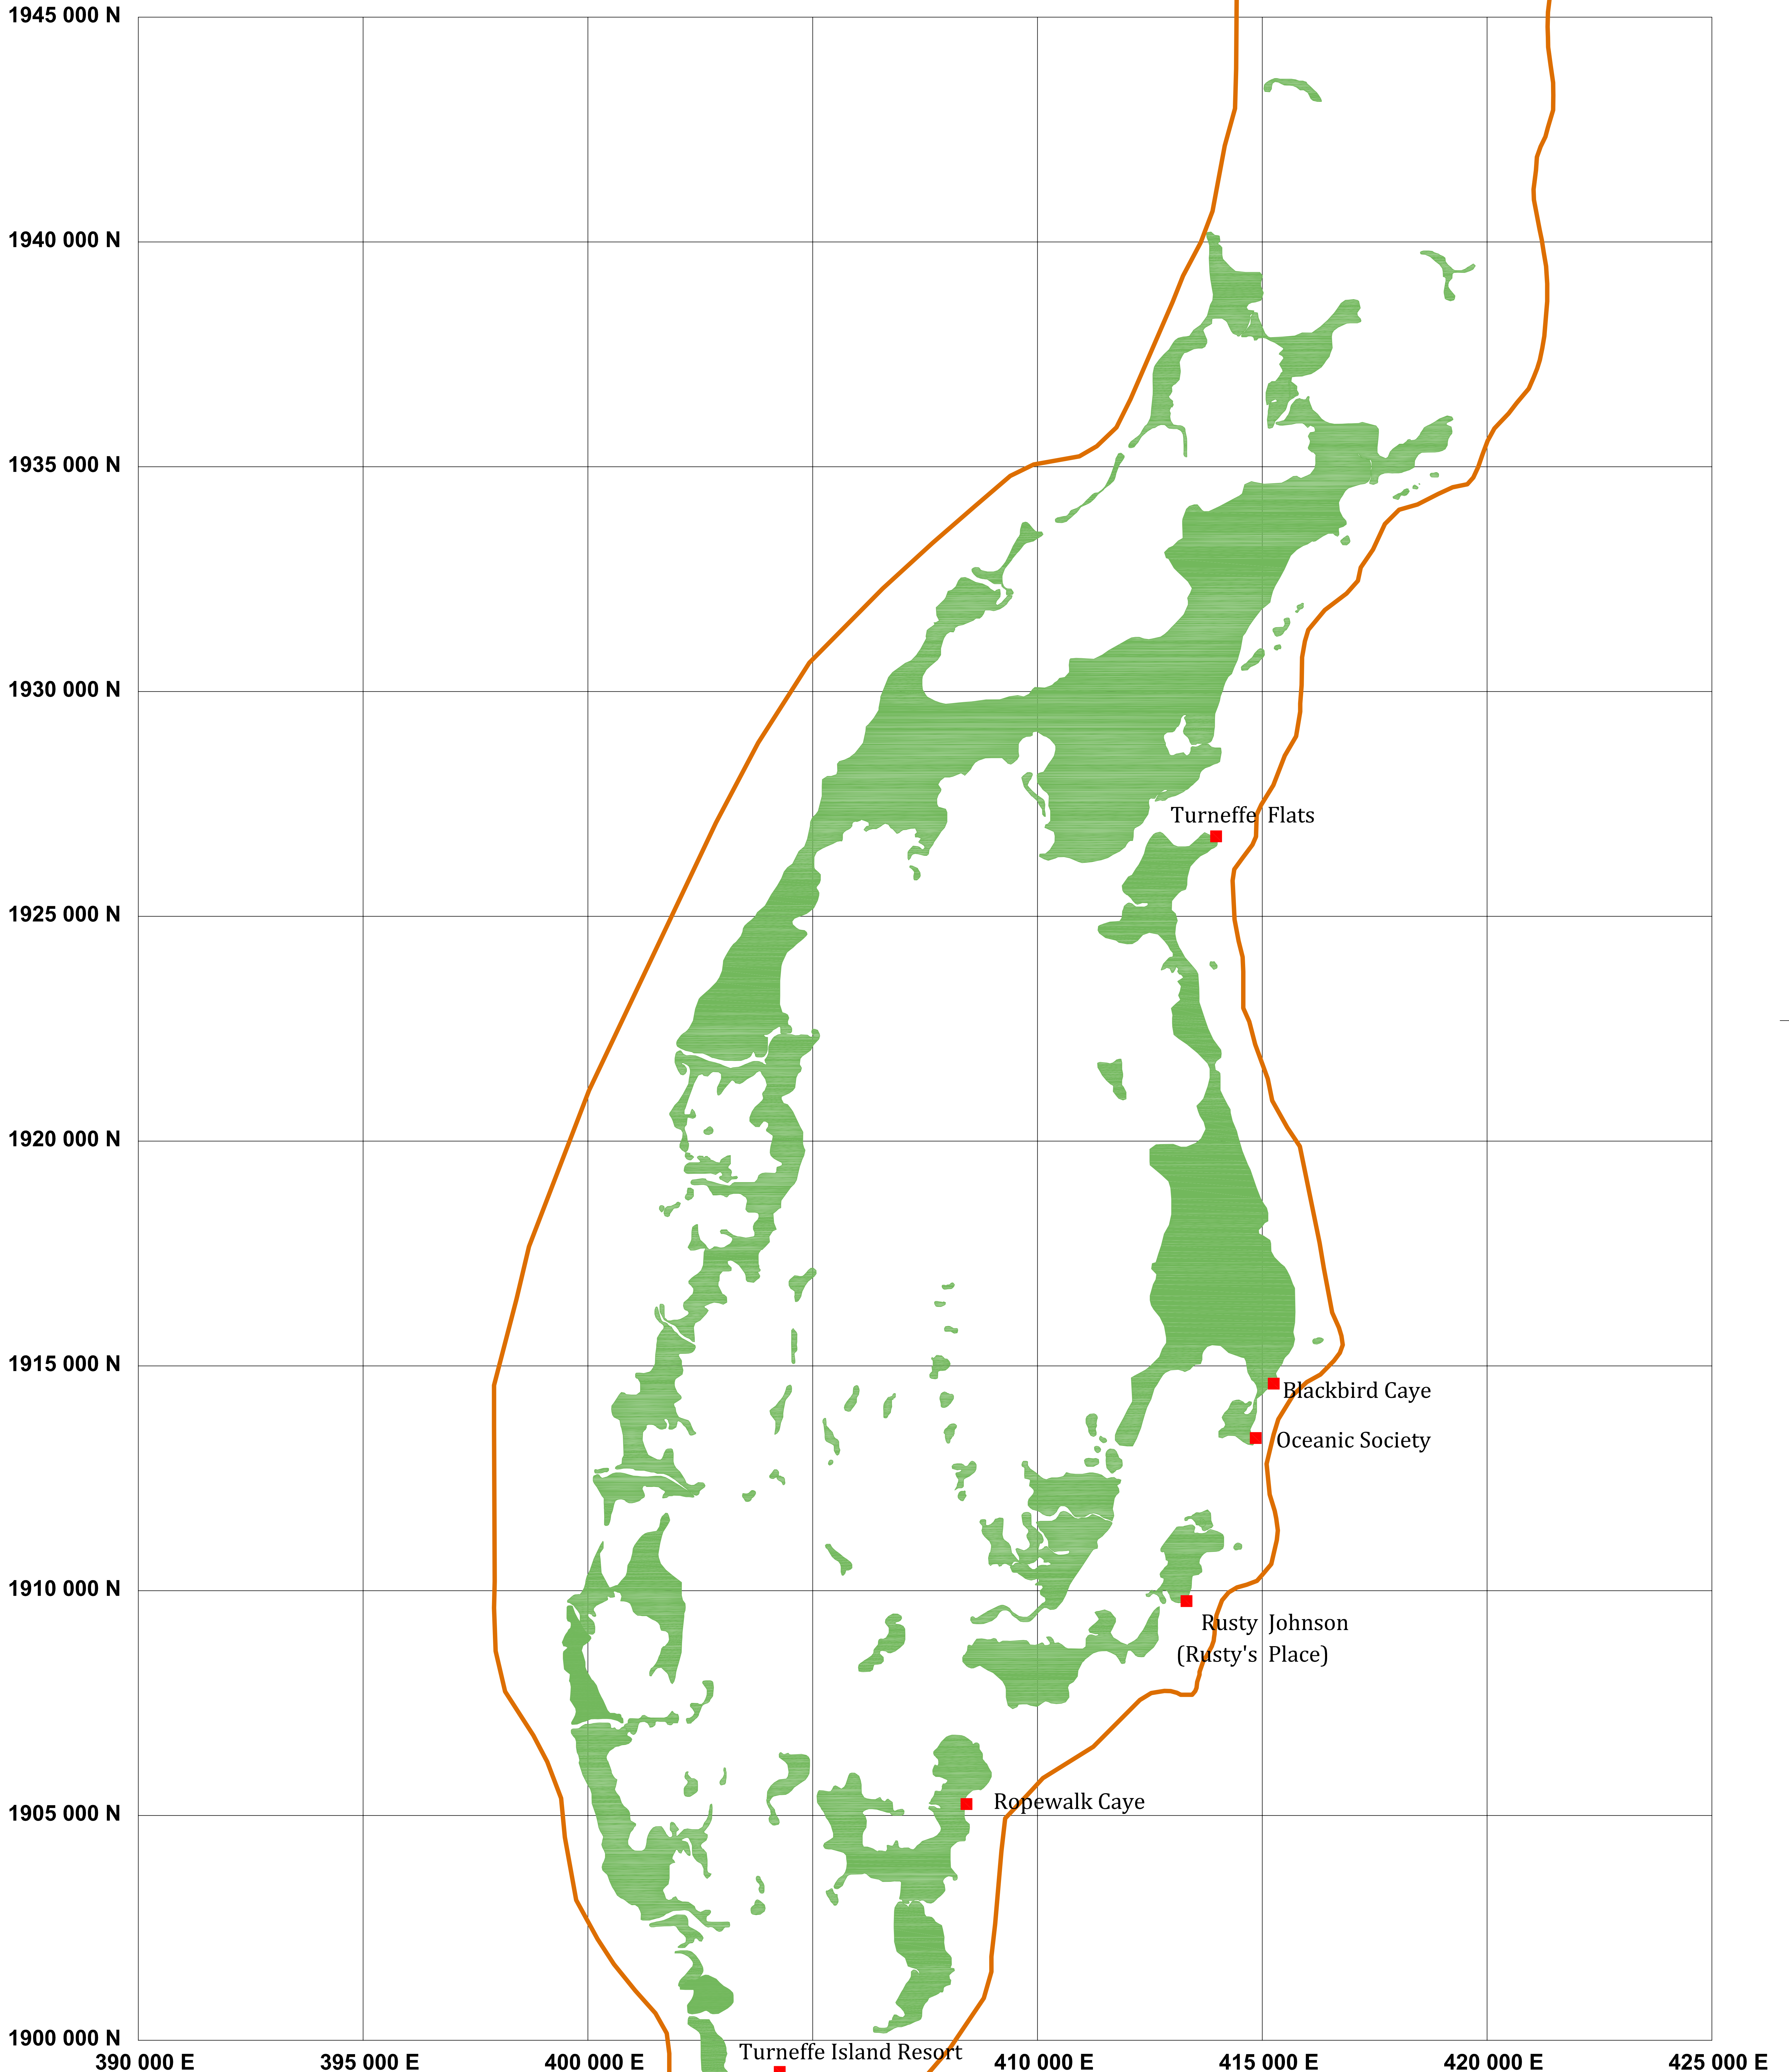 1945 000 N
1940 000 N
1935 000 N
1930 000 N
Turneffe Flats
1925 000 N
1920 000 N
1915 000 N
Blackbird Caye
Oceanic Society
1910 000 N
Rusty Johnson
(Rusty's Place)
1905 000 N
Ropewalk Caye
1900 000 N
Turneffe Island Resort
390 000 E 395 000 E 400 000 E 410 000 E 415 000 E 420 000 E 425 000 E